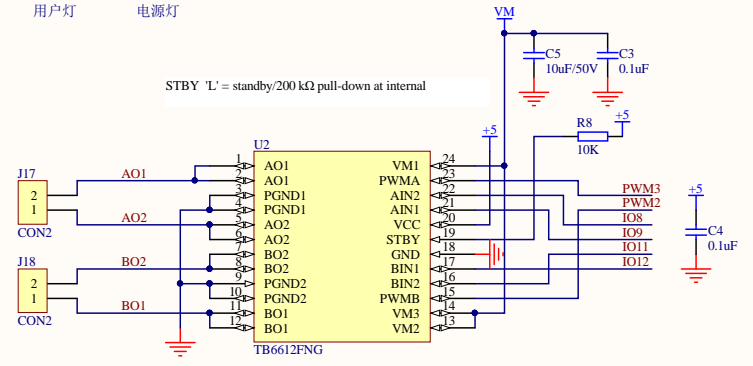 用户灯 电源灯
VM
C5
10uF/50V
C3
0.1uF
STBY 'L' = standby/200 kΩ pull-down at internal
+5
R8
10K
+5
U2
TB6612FNG
J17
2
1
CON2
AO1
AO2
J18
2
1
CON2
BO2
BO1
1 AO1
2 AO1
3 PGND1
4 PGND1
5 AO2
6 AO2
7 BO2
8 BO2
9 PGND2
10 PGND2
11 BO1
12 BO1
VM1 24
PWMA 23
AIN2 22
AIN1 21
VCC 20
STBY 19
GND 18
BIN1 17
BIN2 16
PWMB 15
VM3 14
VM2 13
PWM3
PWM2
IO8
IO9
IO11
IO12
+5
C4
0.1uF